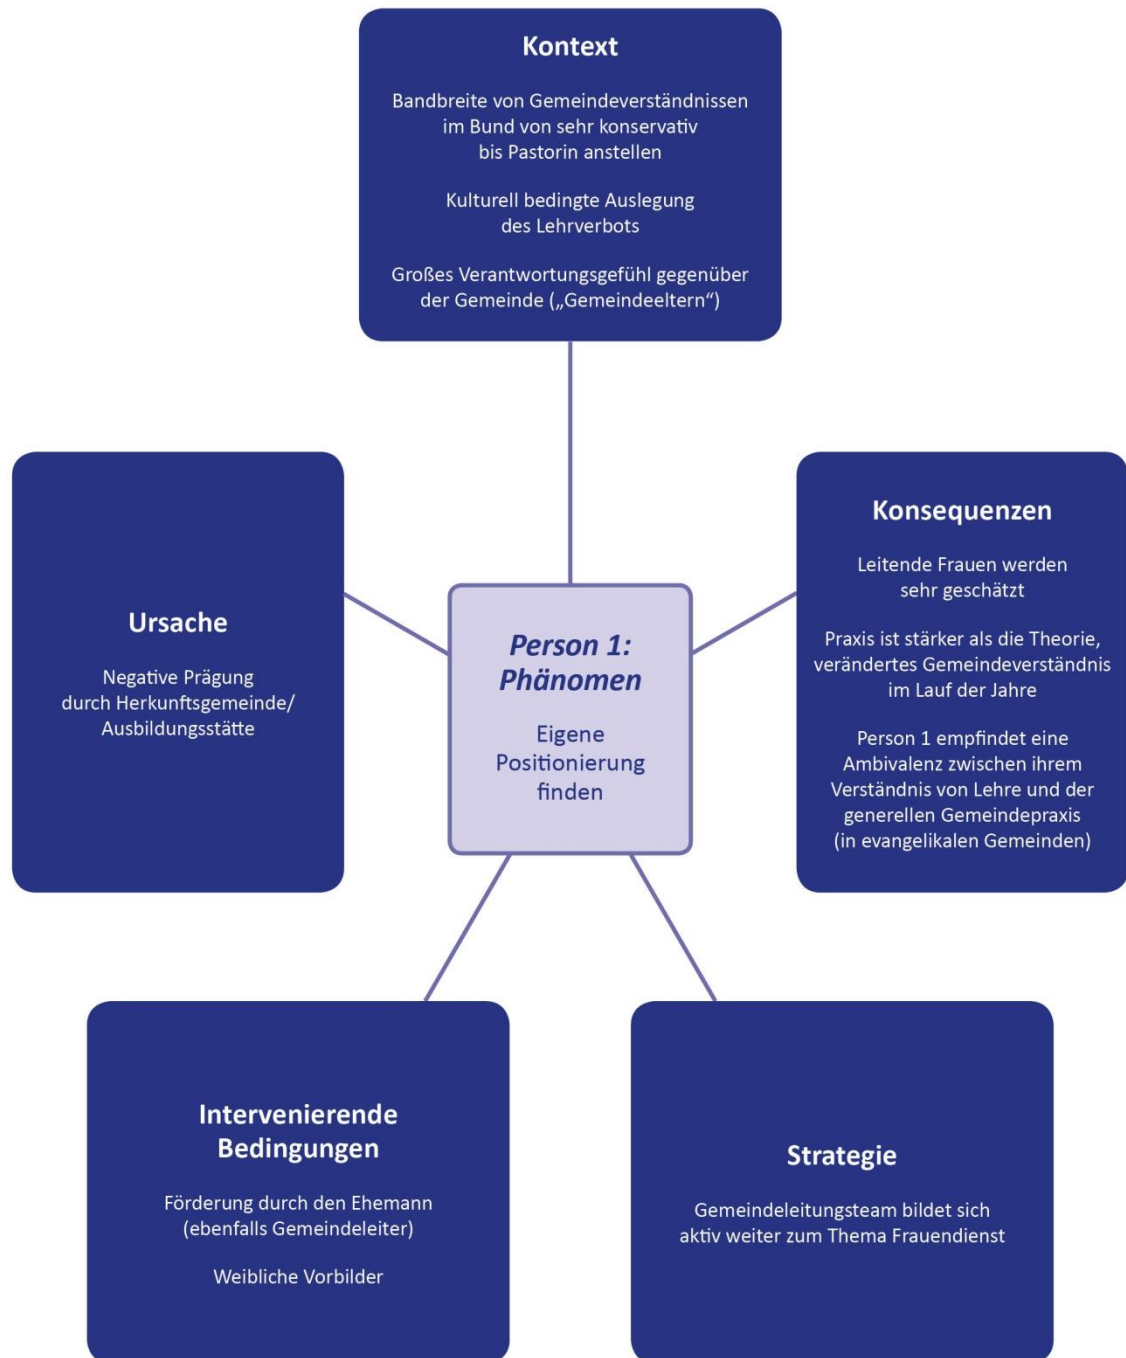 Kontext
Bandbreite von Gemeindeverständnissen
im Bund von sehr konservativ
bis Pastorin anstellen
Kulturell bedingte Auslegung
des Lehrverbots
Großes Verantwortungsgefühl gegenüber
der Gemeinde („Gemeindeeltern“)
Ursache
Negative Prägung
durch Herkunftsgemeinde/
Ausbildungsstätte
Person 1:
Phänomen
Eigene
Positionierung
finden
Konsequenzen
Leitende Frauen werden
sehr geschätzt
Praxis ist stärker als die Theorie,
verändertes Gemeindeverständnis
im Lauf der Jahre
Person 1 empfindet eine
Ambivalenz zwischen ihrem
Verständnis von Lehre und der
generellen Gemeindepraxis
(in evangelikalen Gemeinden)
Intervenierende
Bedingungen
Förderung durch den Ehemann
(ebenfalls Gemeindeleiter)
Weibliche Vorbilder
Strategie
Gemeindeleitungsteam bildet sich
aktiv weiter zum Thema Frauendienst